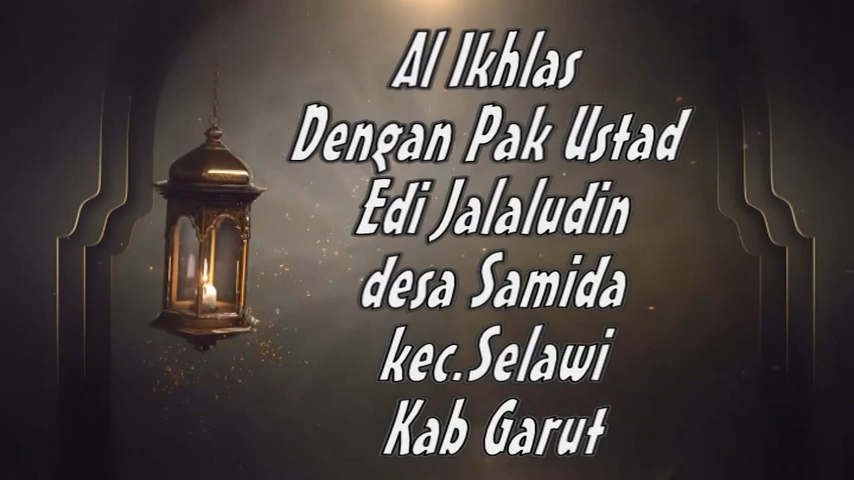 Al Ikhlas
Dengan Pak Ustad
Edi Jalaludin
desa Samida
kec.Selawi
Kab Garut